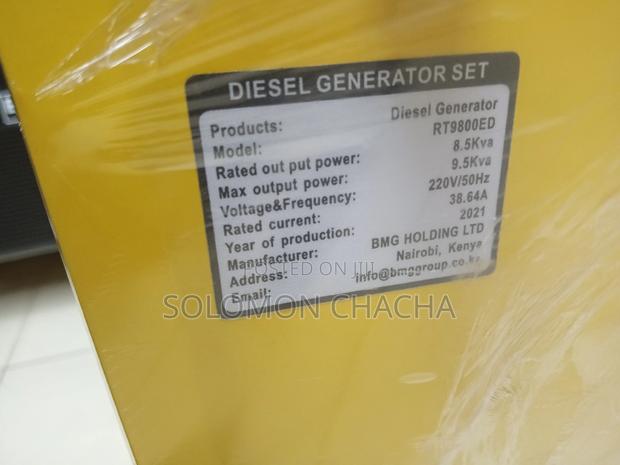 DIESEL GENERATOR SET
Products: Diesel Generator
Model: RT9800ED
Rated out put power: 8.5Kva
Max output power: 9.5Kva
Voltage&Frequency: 220V/50Hz
Rated current: 38.64A
Year of production: 2021
Manufacturer: BMG HOLDING LTD
Address: Nairobi, Kenya
Email: info@bmggroup.co.ke
POSTED ON JIJI
SOLOMON CHACHA